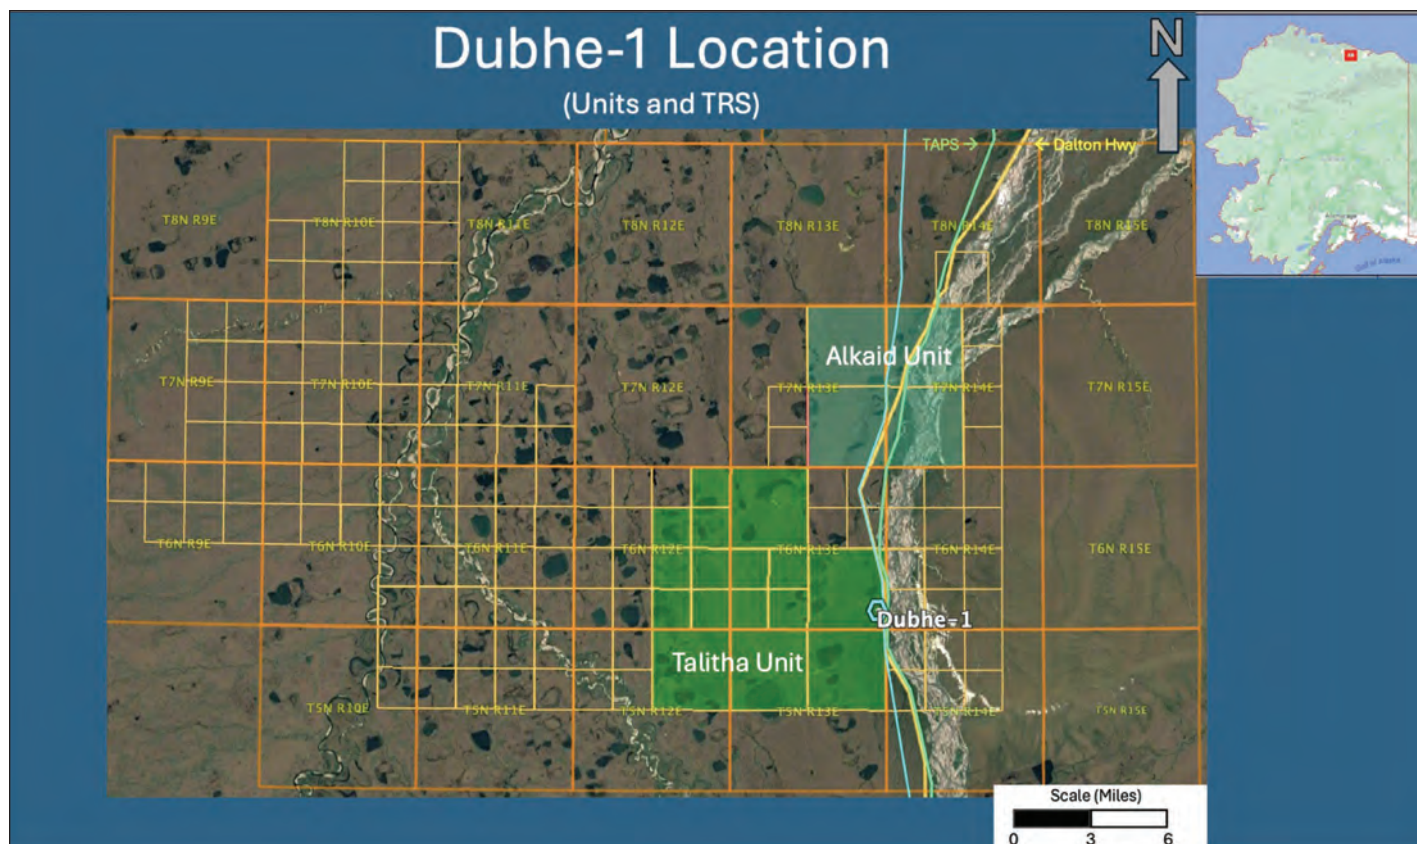 Dubhe-1 Location
(Units and TRS)
N
TAPS →
← Dalton Hwy
T8N R9E
T8N R10E
T8N R11E
T8N R12E
T8N R13E
T8N R14E
T8N R15E
Alkaid Unit
T7N R9E
T7N R10E
T7N R11E
T7N R12E
T7N R13E
T7N R14E
T7N R15E
T6N R9E
T6N R10E
T6N R11E
T6N R12E
T6N R13E
T6N R14E
T6N R15E
Dubhe-1
Talitha Unit
T5N R10E
T5N R11E
T5N R12E
T5N R13E
T5N R14E
T5N R15E
Gulf of Alaska
Scale (Miles)
0 3 6